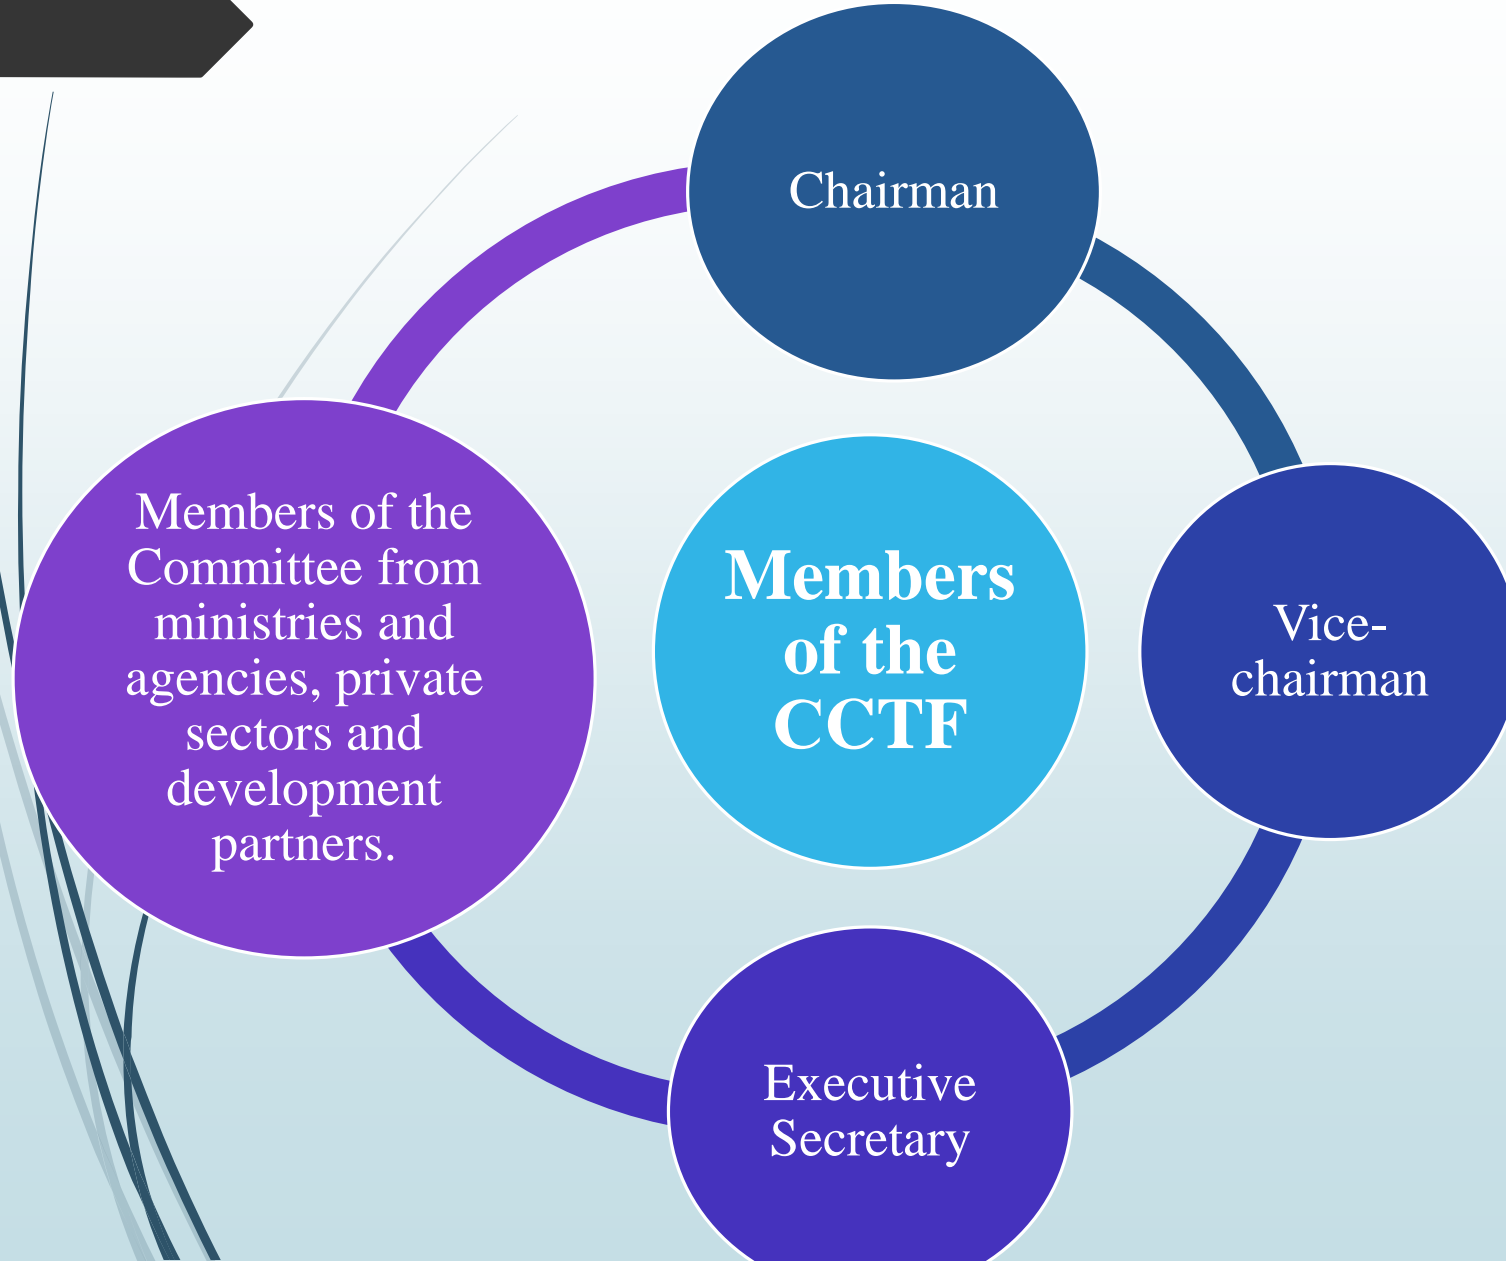 Chairman
Members of the
Committee from
ministries and
agencies, private
sectors and
development
partners.
Members
of the
CCTF
Vice-
chairman
Executive
Secretary